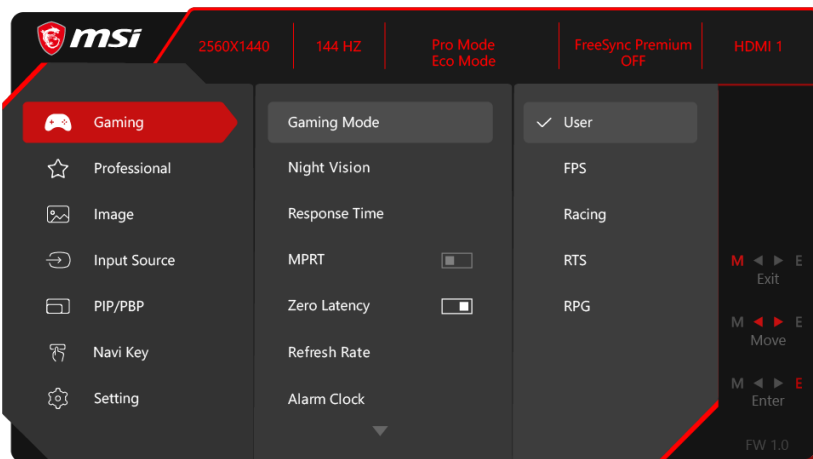 msi
2560X1440
144 HZ
Pro Mode
Eco Mode
FreeSync Premium
OFF
HDMI 1
Gaming
Professional
Image
Input Source
PIP/PBP
Navi Key
Setting
Gaming Mode
Night Vision
Response Time
MPRT
Zero Latency
Refresh Rate
Alarm Clock
User
FPS
Racing
RTS
RPG
M ◀ ▶ E
Exit
M ◀ ▶ E
Move
M ◀ ▶ E
Enter
FW 1.0